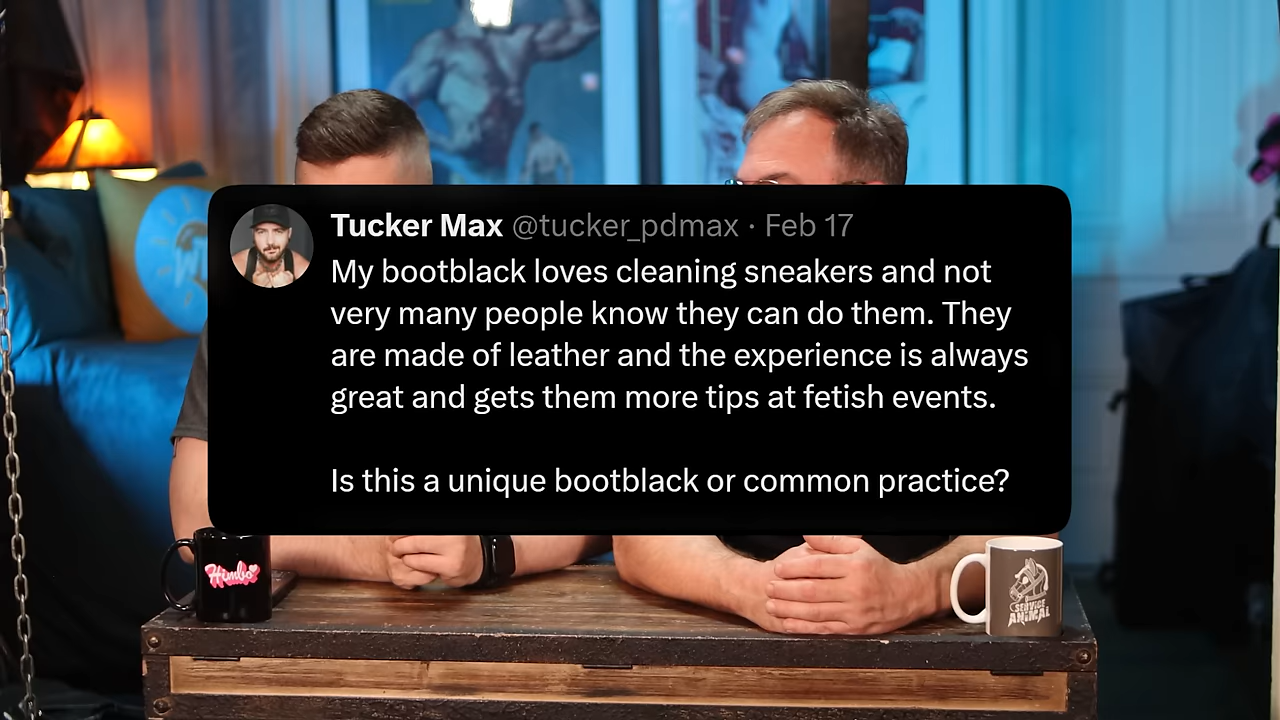 Tucker Max @tucker_pdmax · Feb 17
My bootblack loves cleaning sneakers and not
very many people know they can do them. They
are made of leather and the experience is always
great and gets them more tips at fetish events.
Is this a unique bootblack or common practice?
Himbo
SERVICE
ANIMAL